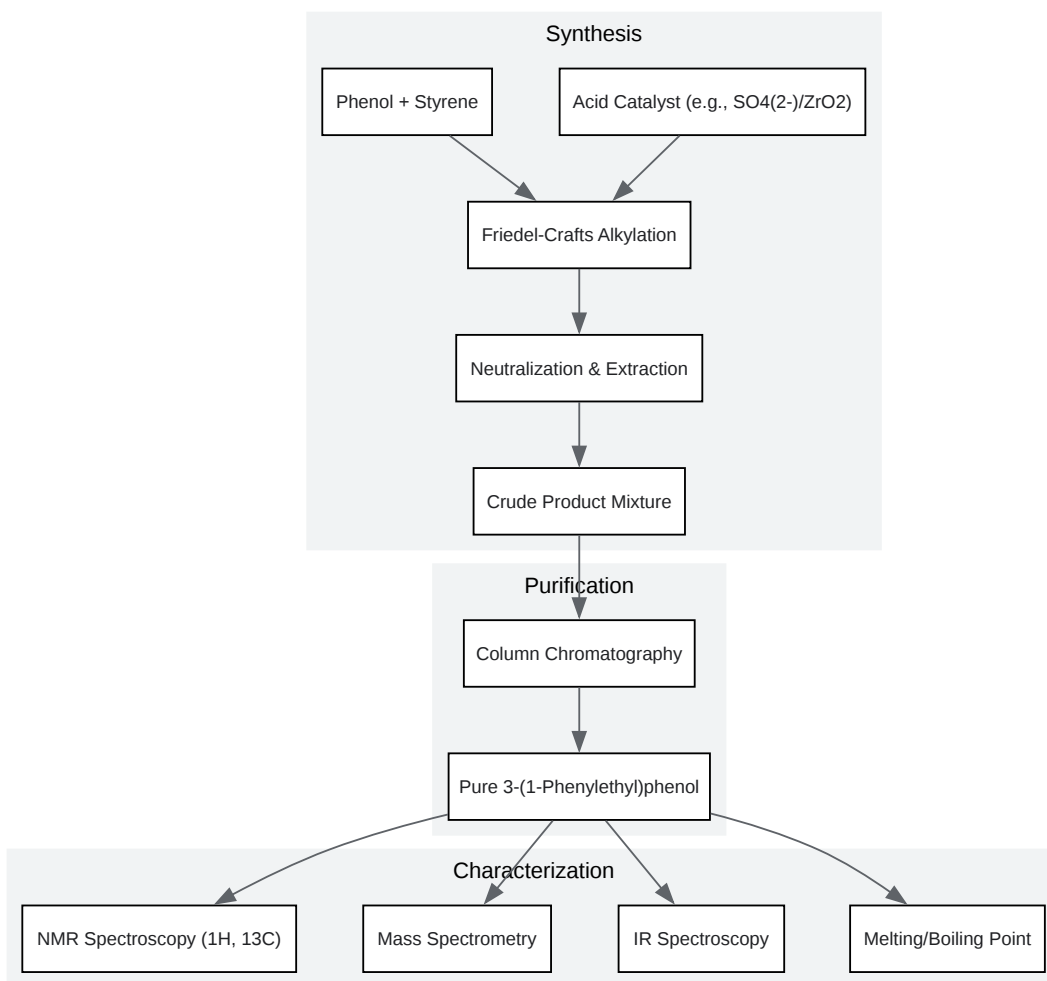 Synthesis
Phenol + Styrene
Acid Catalyst (e.g., SO4(2-)/ZrO2)
Friedel-Crafts Alkylation
Neutralization & Extraction
Crude Product Mixture
Purification
Column Chromatography
Pure 3-(1-Phenylethyl)phenol
Characterization
NMR Spectroscopy (1H, 13C)
Mass Spectrometry
IR Spectroscopy
Melting/Boiling Point